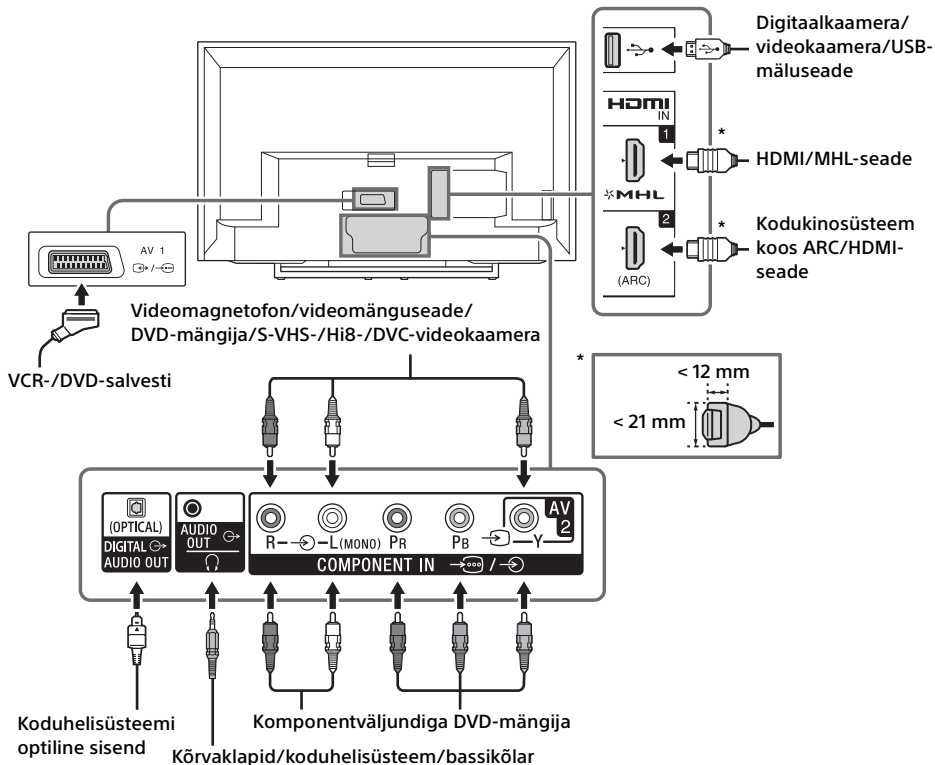 Digitaalkaamera/
videokaamera/USB-
mäluseade
HDMI
IN
1
*
HDMI/MHL-seade
MHL
2
*
Kodukinosüsteem
koos ARC/HDMI-
seade
(ARC)
AV 1
VCR-/DVD-salvesti
Videomagnetofon/videomänguseade/
DVD-mängija/S-VHS-/Hi8-/DVC-videokaamera
*
< 12 mm
< 21 mm
(OPTICAL)
DIGITAL
AUDIO OUT
AUDIO
OUT
R
L(MONO)
PR
PB
Y
AV
2
COMPONENT IN
/
Koduhelisüsteemi
optiline sisend
Komponentväljundiga DVD-mängija
Kõrvaklapid/koduhelisüsteem/bassikõlar